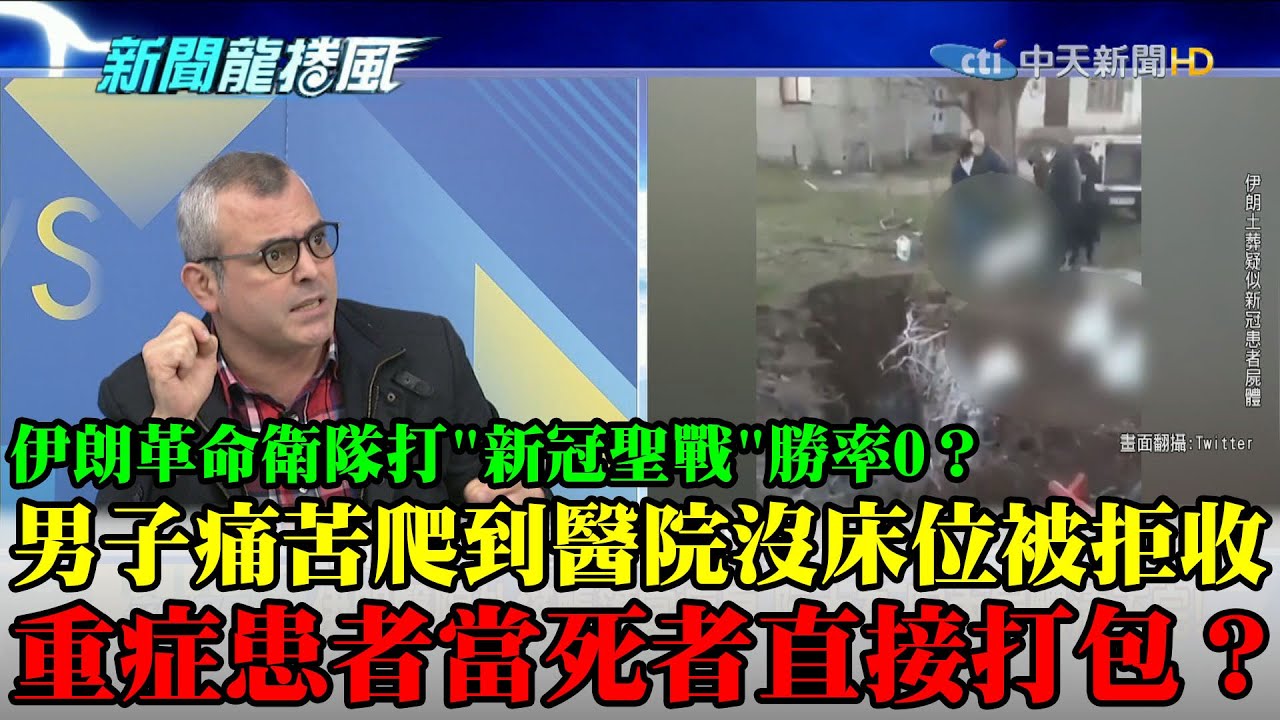 新聞龍捲風
cti 中天新聞HD
WS
伊朗土葬疑似新冠患者屍體
畫面翻攝:Twitter
伊朗革命衛隊打"新冠聖戰"勝率0？
男子痛苦爬到醫院沒床位被拒收
重症患者當死者直接打包？